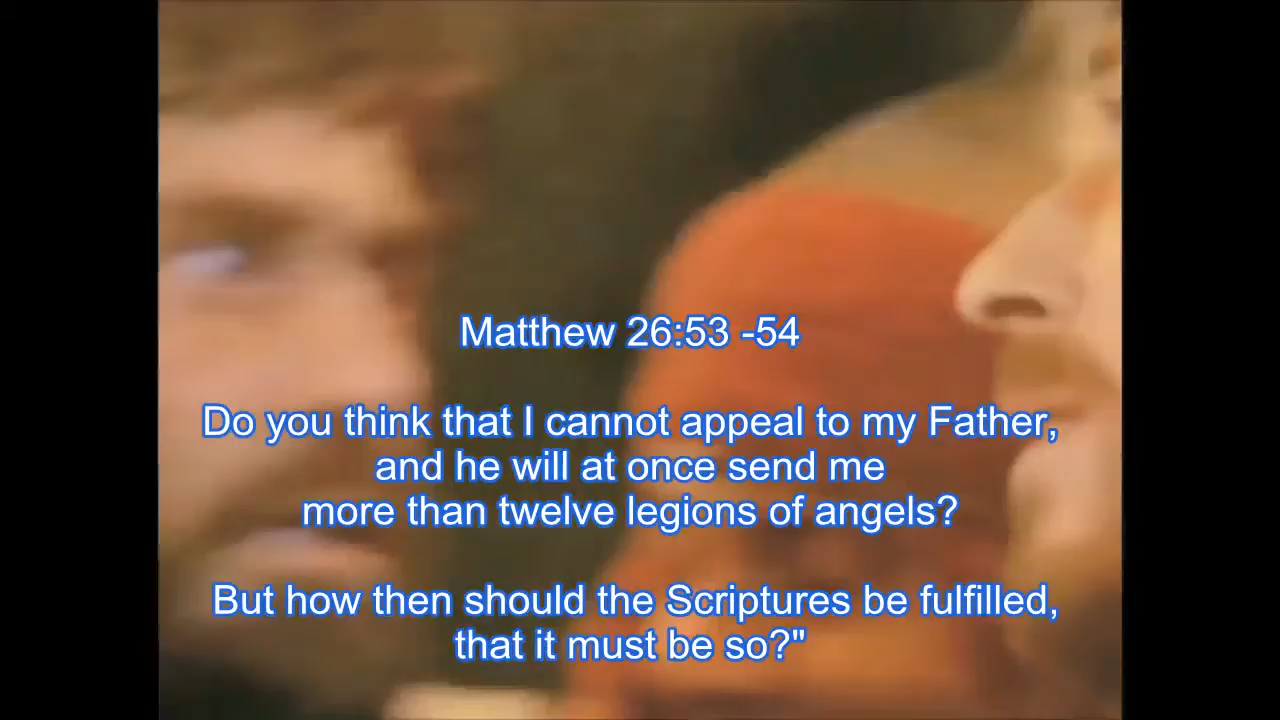 Matthew 26:53 -54
Do you think that I cannot appeal to my Father,
and he will at once send me
more than twelve legions of angels?
But how then should the Scriptures be fulfilled,
that it must be so?"